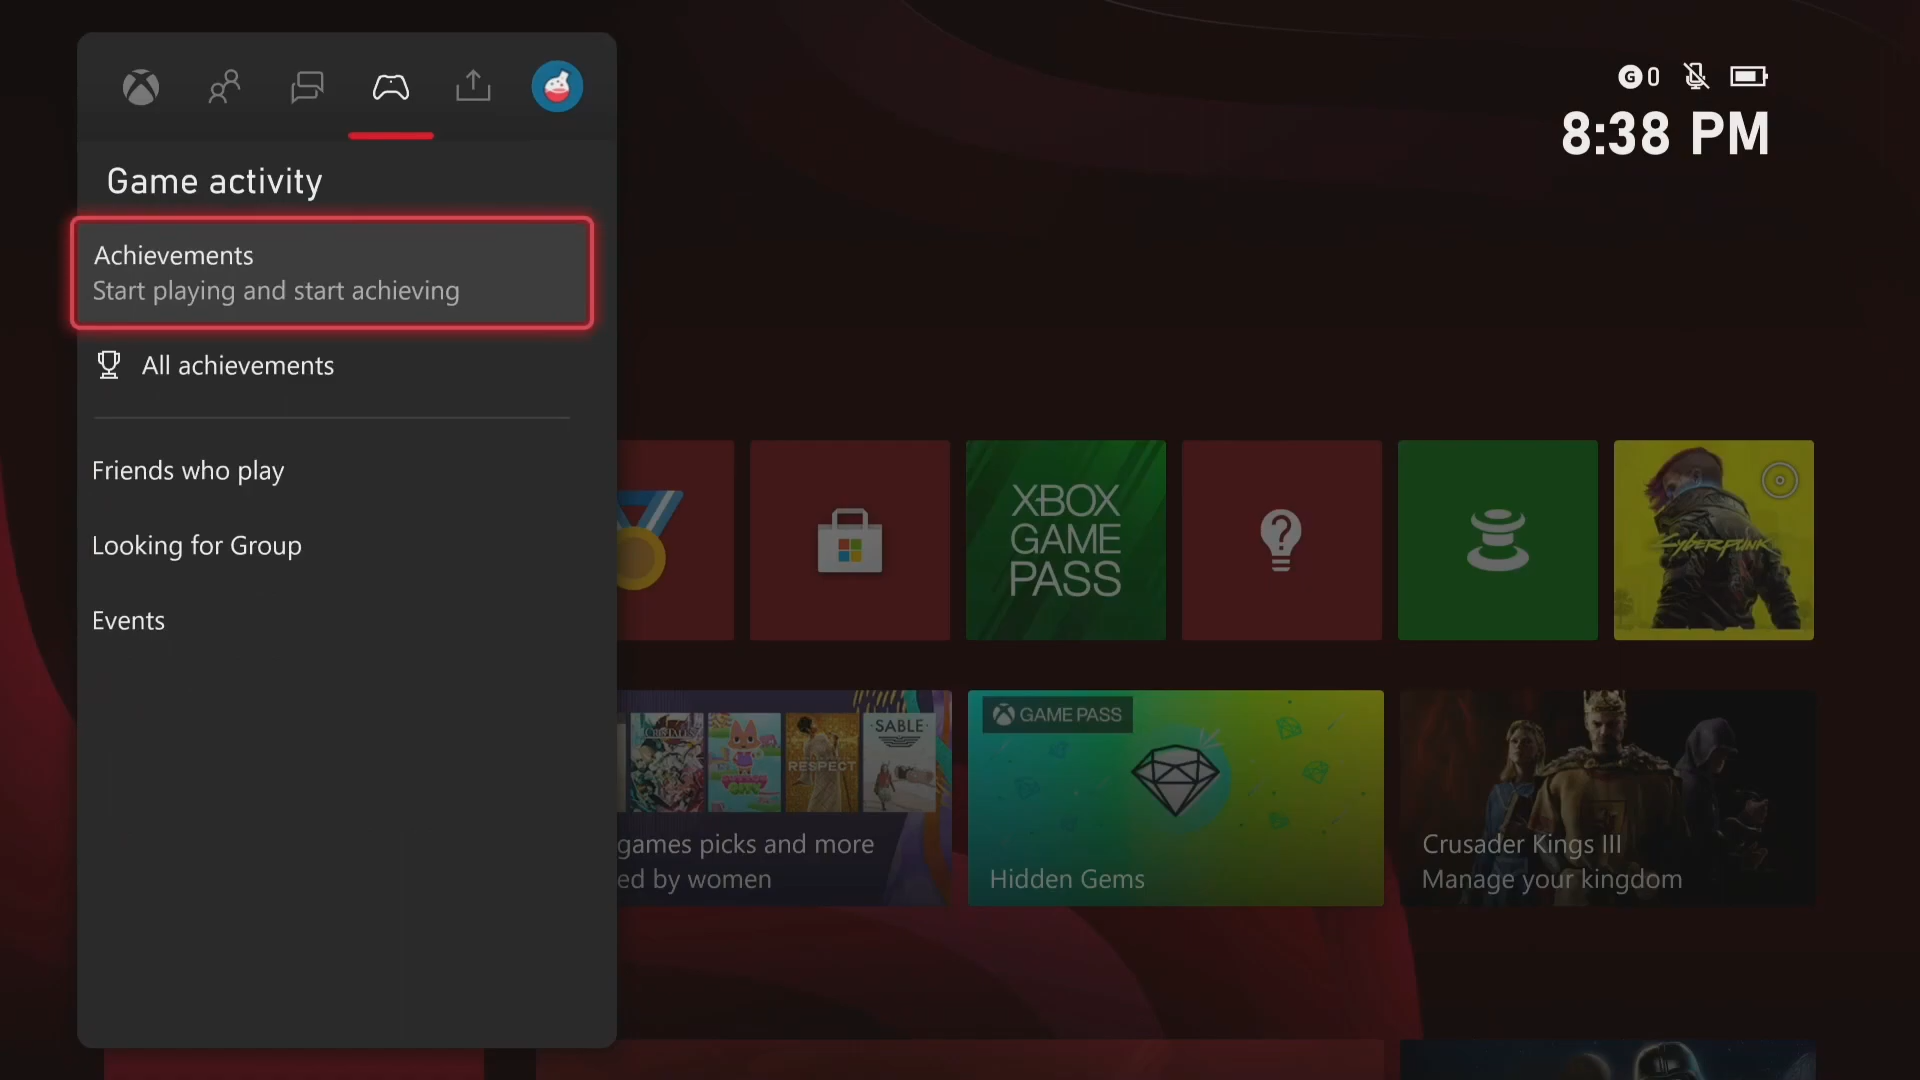 G 0
8:38 PM
Game activity
Achievements
Start playing and start achieving
All achievements
Friends who play
Looking for Group
Events
XBOX
GAME
PASS
Cyberpunk
SABLE
RESPECT
games picks and more
ed by women
GAME PASS
Hidden Gems
Crusader Kings III
Manage your kingdom